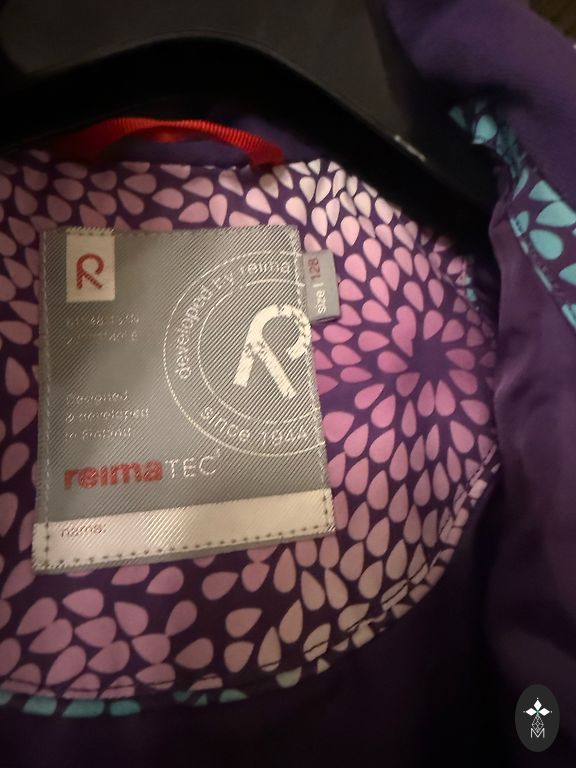 R
developed by reima
since 1944
size | 128
Designed
& developed
in Finland
reimaTEC
name:
M